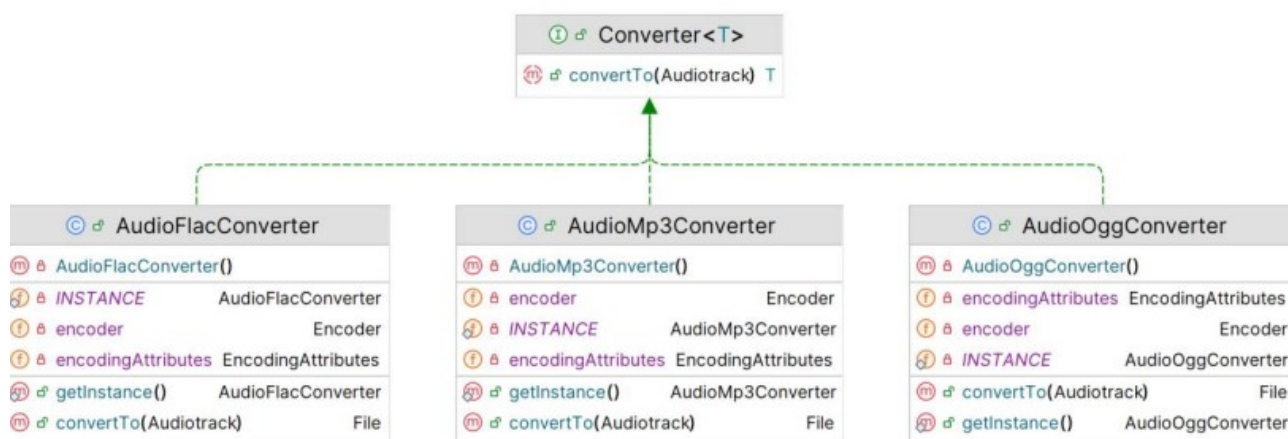 Converter<T>
convertTo(Audiotrack) T
AudioFlacConverter
AudioFlacConverter()
INSTANCE AudioFlacConverter
encoder Encoder
encodingAttributes EncodingAttributes
getInstance() AudioFlacConverter
convertTo(Audiotrack) File
AudioMp3Converter
AudioMp3Converter()
encoder Encoder
INSTANCE AudioMp3Converter
encodingAttributes EncodingAttributes
getInstance() AudioMp3Converter
convertTo(Audiotrack) File
AudioOggConverter
AudioOggConverter()
encodingAttributes EncodingAttributes
encoder Encoder
INSTANCE AudioOggConverter
convertTo(Audiotrack) File
getInstance() AudioOggConverter